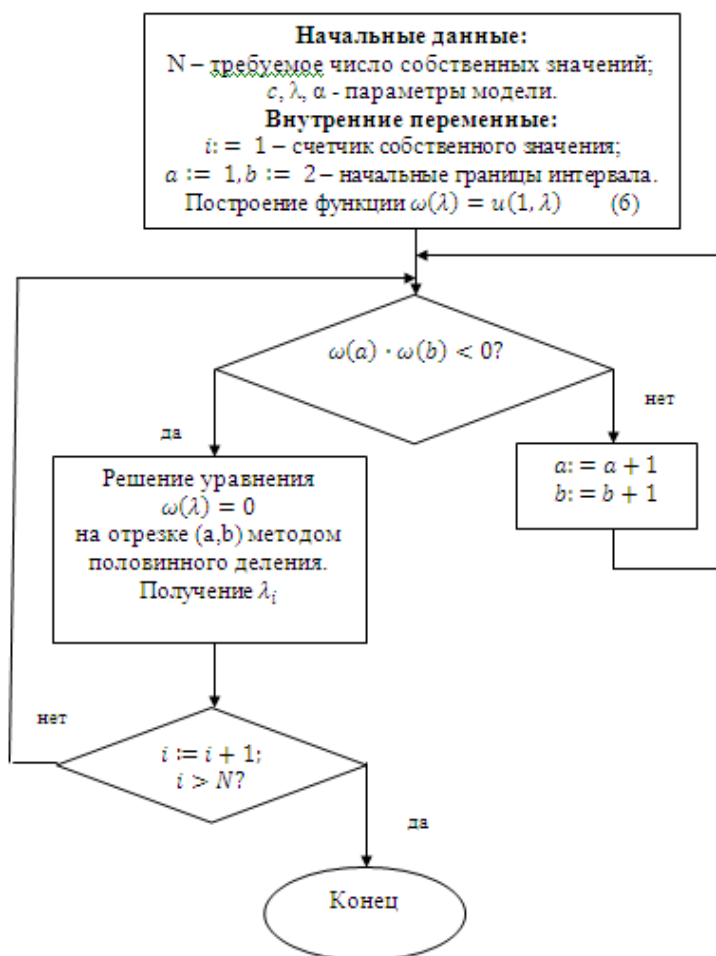 Начальные данные:
N – требуемое число собственных значений;
c, λ, α - параметры модели.
Внутренние переменные:
i: = 1 – счетчик собственного значения;
a := 1, b := 2 – начальные границы интервала.
Построение функции ω(λ) = u(1, λ) (6)
ω(a) · ω(b) < 0?
да
нет
Решение уравнения
ω(λ) = 0
на отрезке (a,b) методом
половинного деления.
Получение λᵢ
a: = a + 1
b: = b + 1
нет
i := i + 1;
i > N?
да
Конец